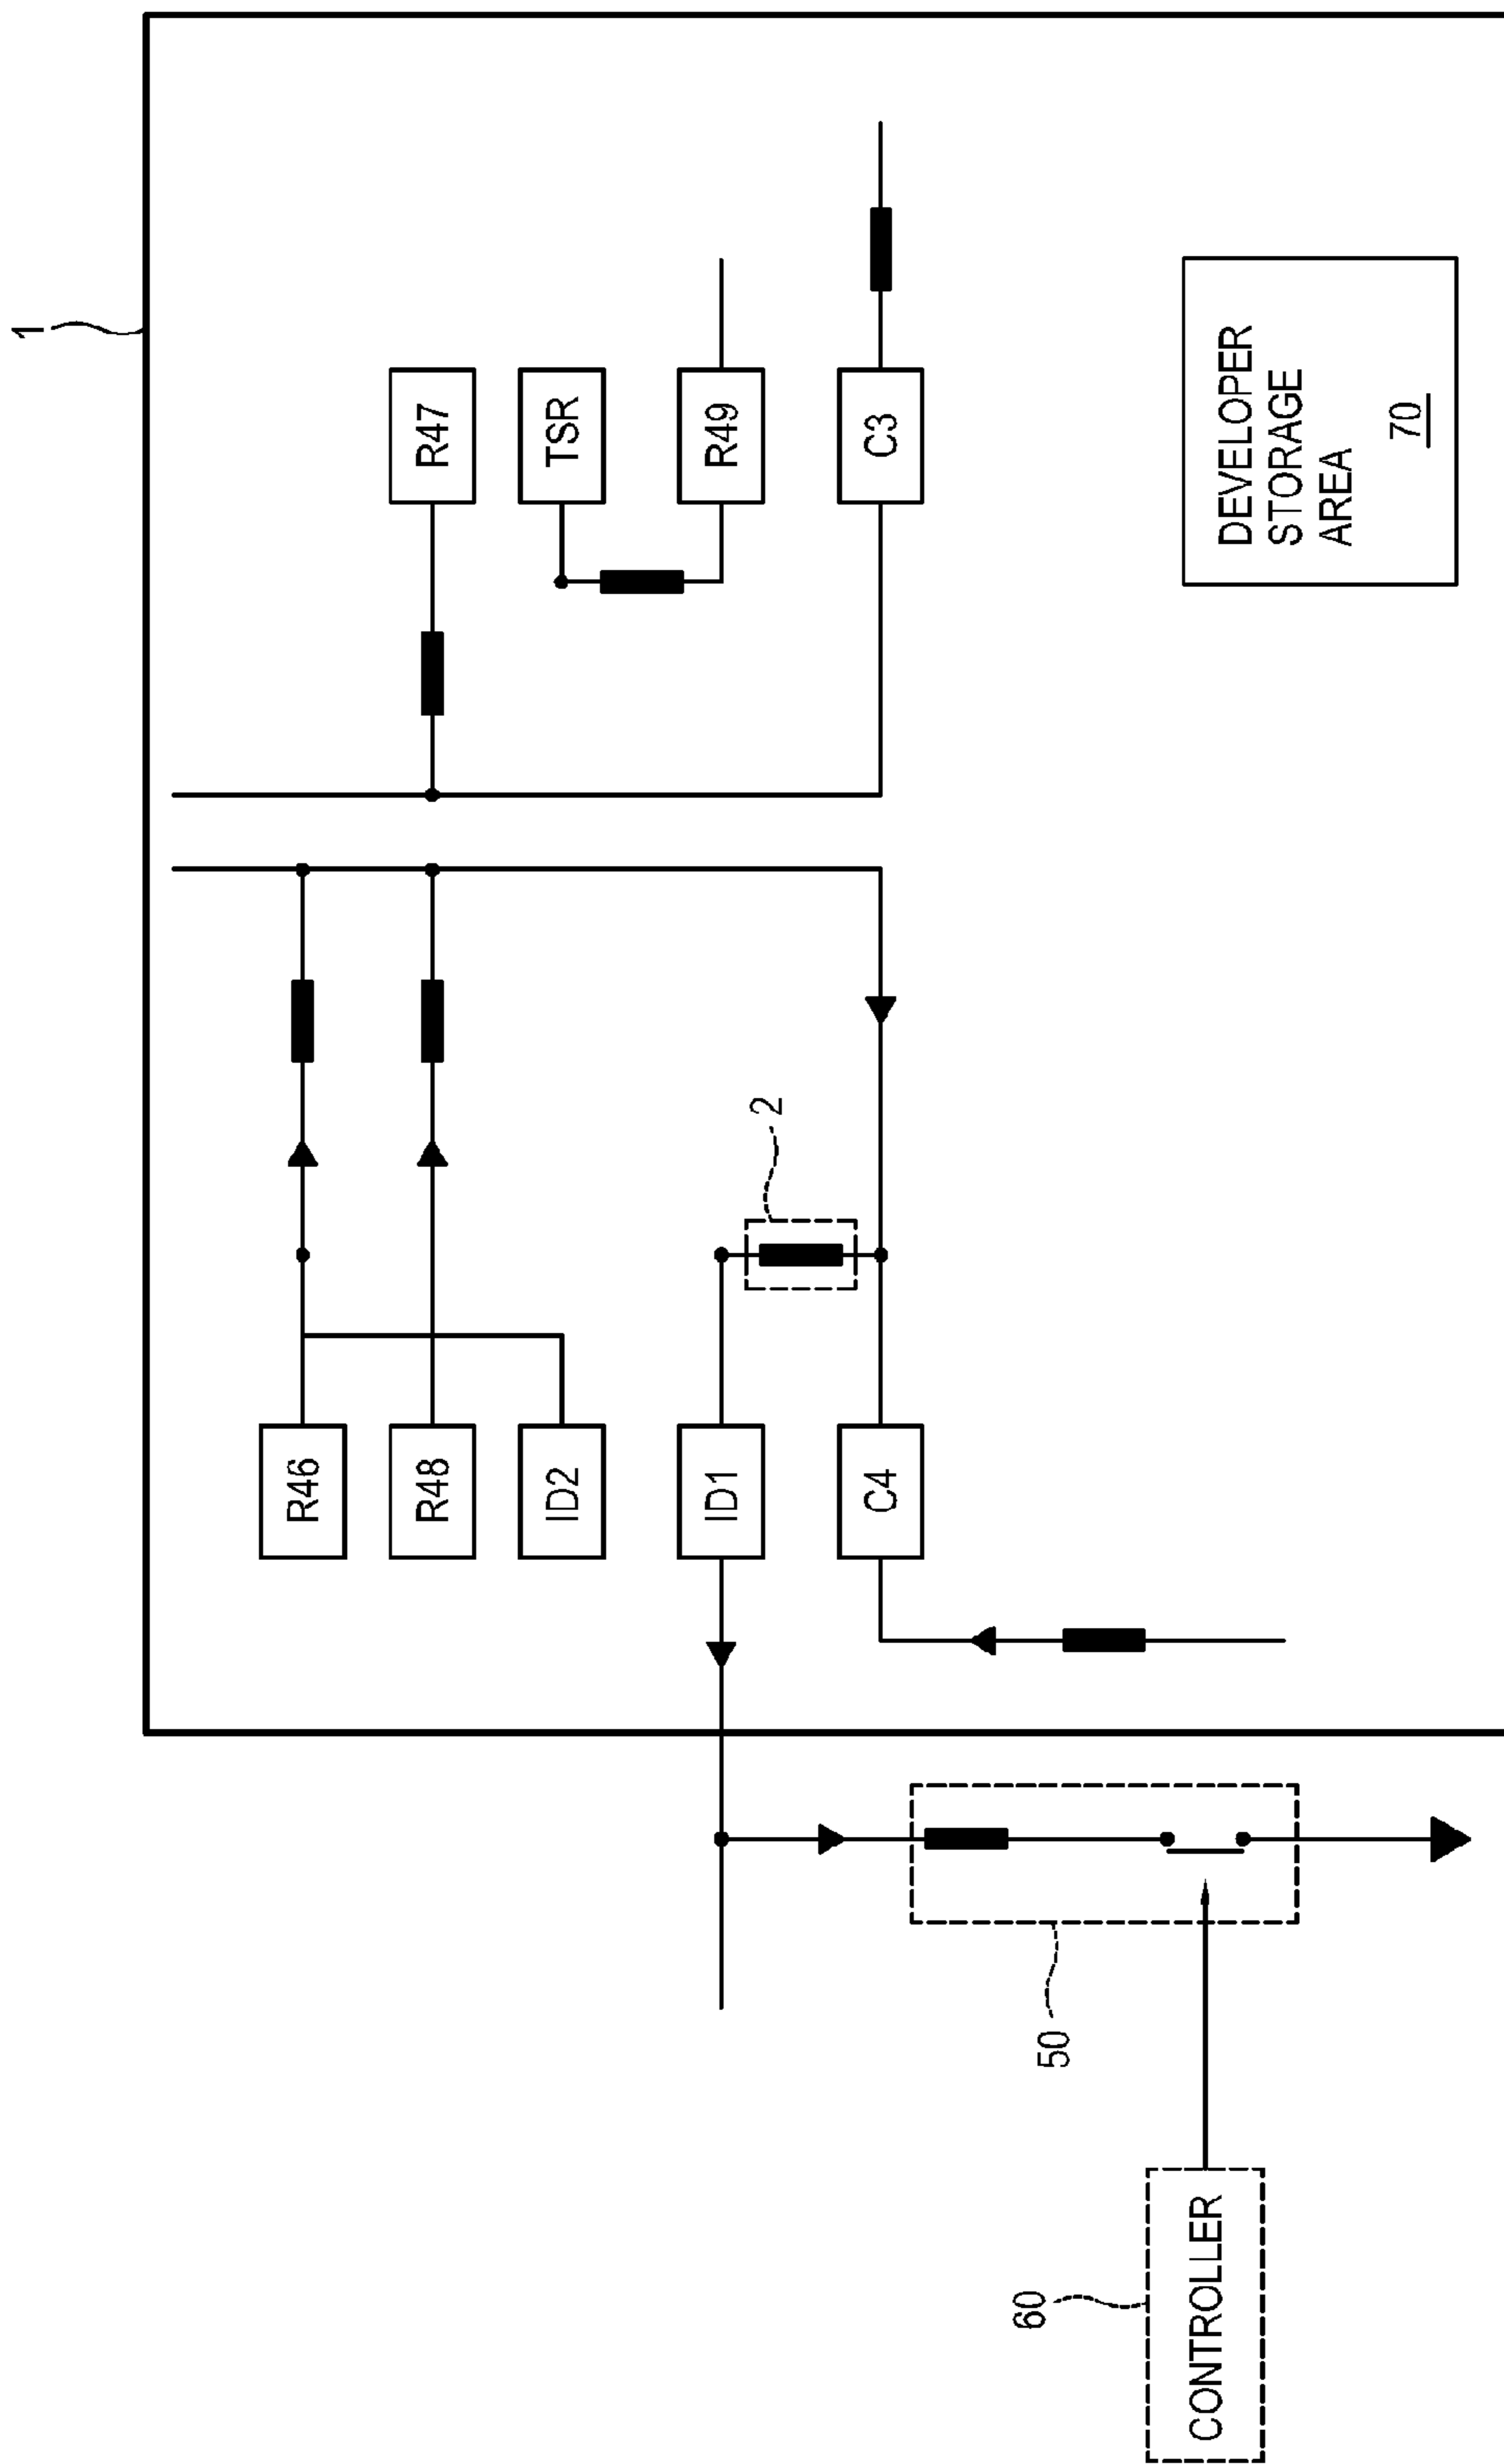 1
R46
R47
R48
ID2
TSR
2
ID1
R49
C4
C3
50
60
CONTROLLER
DEVELOPER
STORAGE
AREA
70